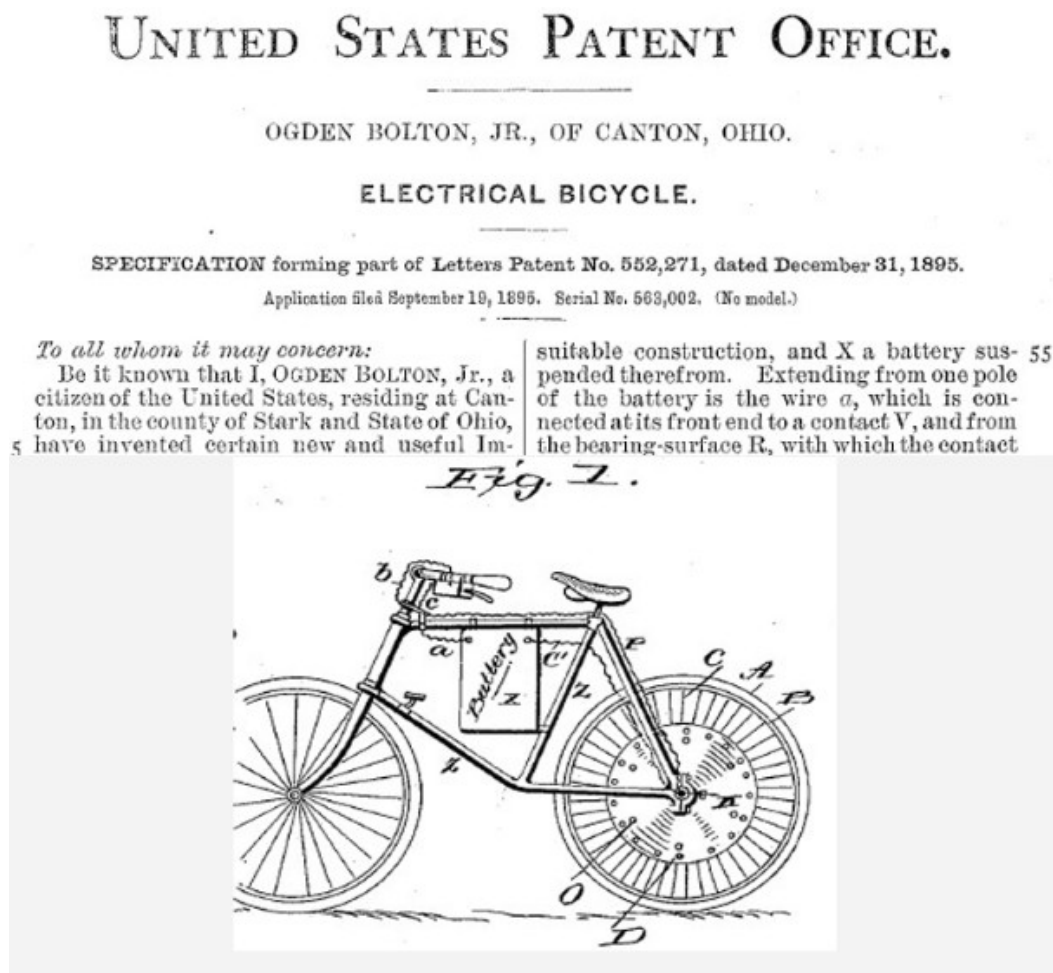 UNITED STATES PATENT OFFICE.
OGDEN BOLTON, JR., OF CANTON, OHIO.
ELECTRICAL BICYCLE.
SPECIFICATION forming part of Letters Patent No. 552,271, dated December 31, 1895.
Application filed September 19, 1895. Serial No. 563,002. (No model.)
To all whom it may concern:
Be it known that I, OGDEN BOLTON, Jr., a
citizen of the United States, residing at Can-
ton, in the county of Stark and State of Ohio,
5 have invented certain new and useful Im-
suitable construction, and X a battery sus- 55
pended therefrom. Extending from one pole
of the battery is the wire a, which is con-
nected at its front end to a contact V, and from
the bearing-surface R, with which the contact
Fig. 1.
b
c
a
Battery
X
C'
z
P
C
A
B
z
O
D